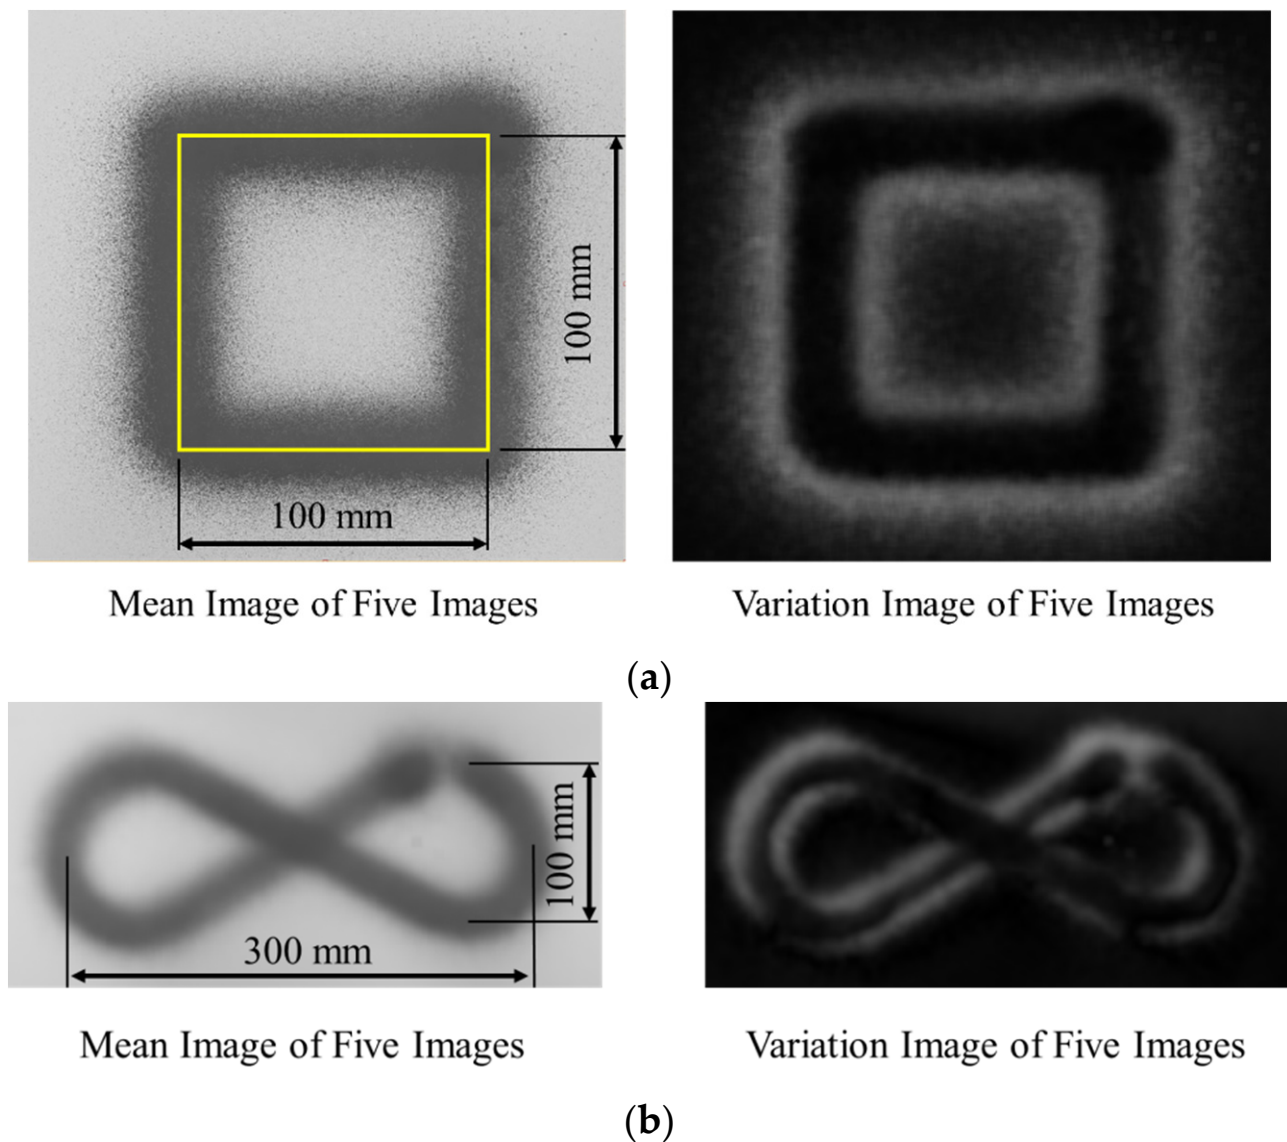 100 mm
100 mm
Mean Image of Five Images
Variation Image of Five Images
(a)
100 mm
300 mm
Mean Image of Five Images
Variation Image of Five Images
(b)